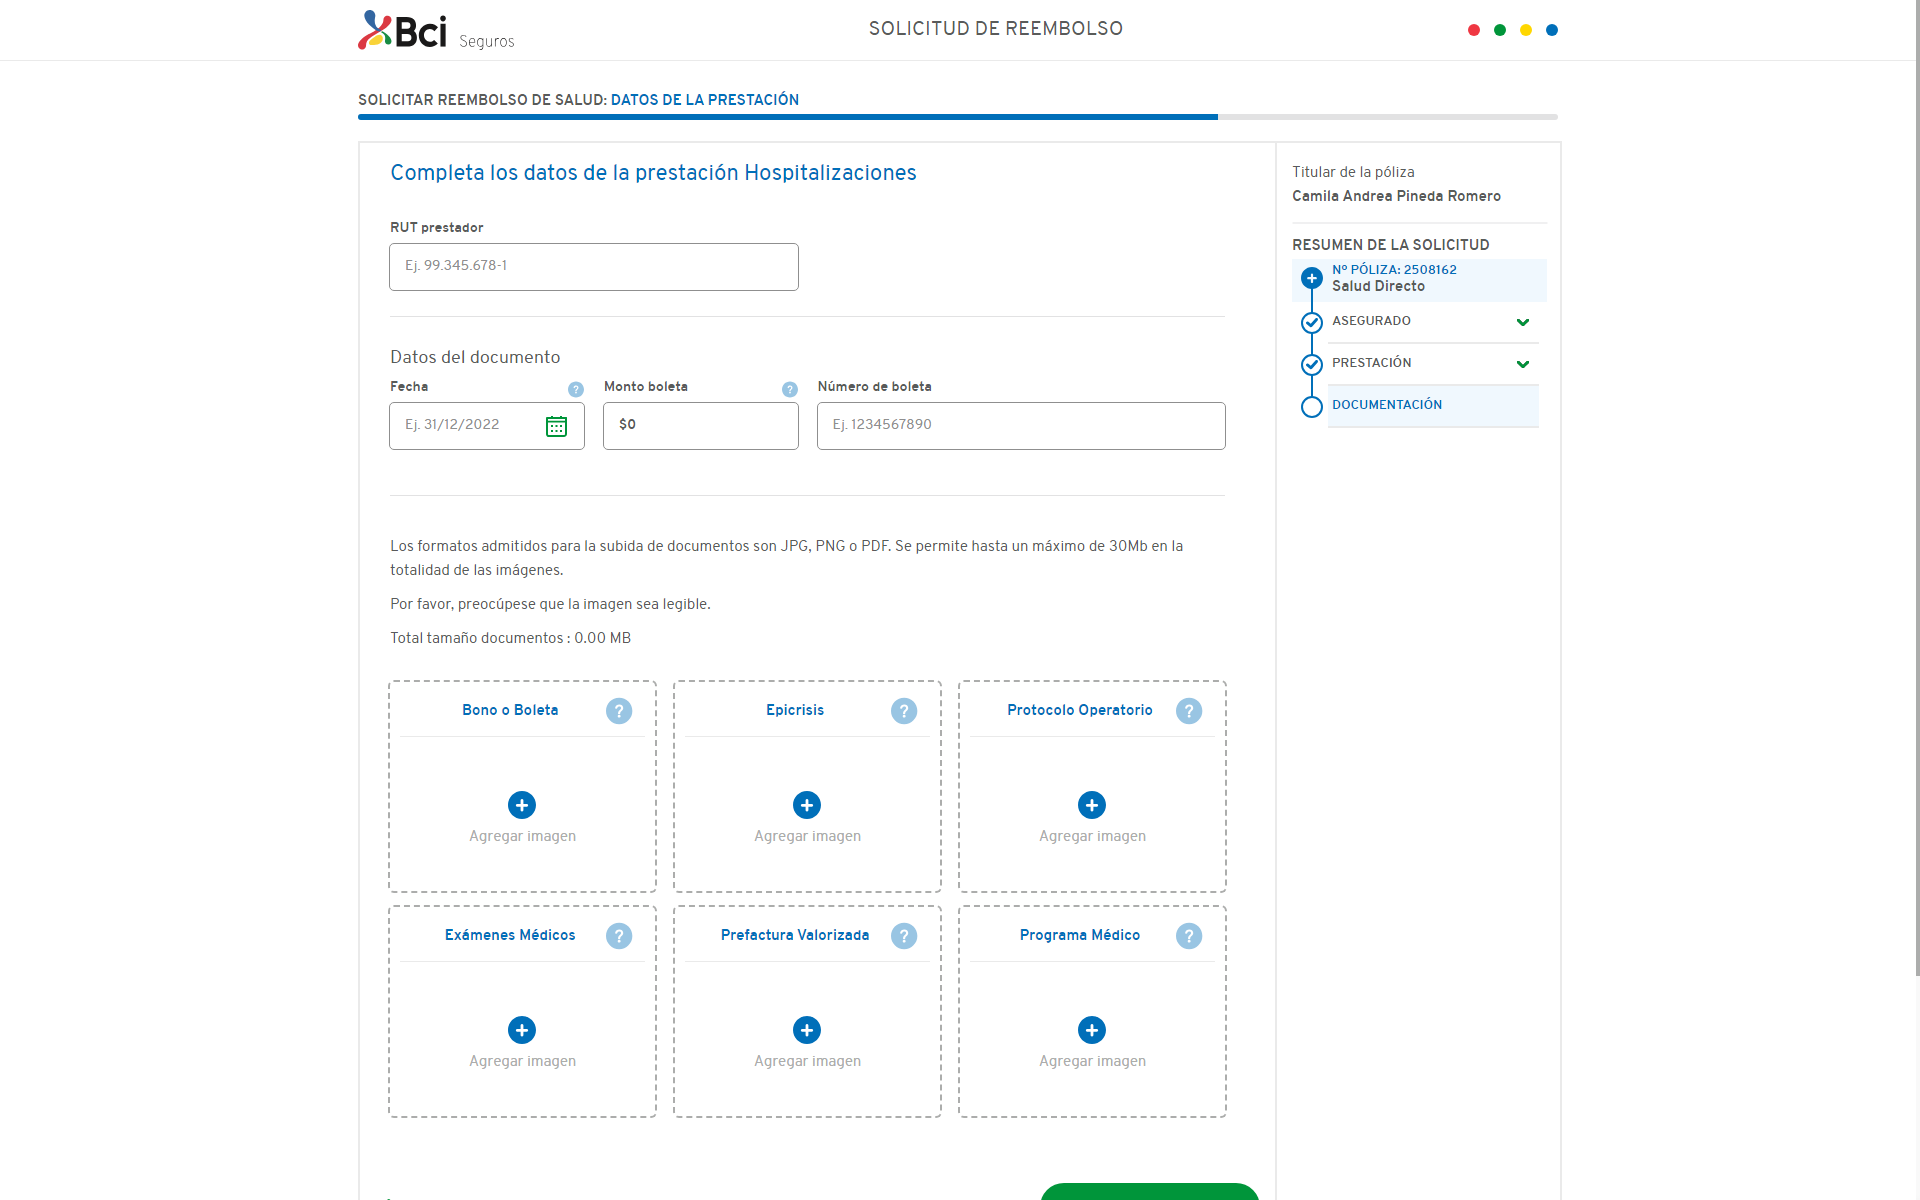 Bci Seguros
SOLICITUD DE REEMBOLSO
SOLICITAR REEMBOLSO DE SALUD: DATOS DE LA PRESTACIÓN
Completa los datos de la prestación Hospitalizaciones
RUT prestador
Ej. 99.345.678-1
Datos del documento
Fecha ?
Monto boleta ?
Número de boleta
Ej. 31/12/2022
$0
Ej. 1234567890
Los formatos admitidos para la subida de documentos son JPG, PNG o PDF. Se permite hasta un máximo de 30Mb en la
totalidad de las imágenes.
Por favor, preocúpese que la imagen sea legible.
Total tamaño documentos : 0.00 MB
Bono o Boleta ?
Agregar imagen
Epicrisis ?
Agregar imagen
Protocolo Operatorio ?
Agregar imagen
Exámenes Médicos ?
Agregar imagen
Prefactura Valorizada ?
Agregar imagen
Programa Médico ?
Agregar imagen
Titular de la póliza
Camila Andrea Pineda Romero
RESUMEN DE LA SOLICITUD
Nº PÓLIZA: 2508162
Salud Directo
ASEGURADO
PRESTACIÓN
DOCUMENTACIÓN